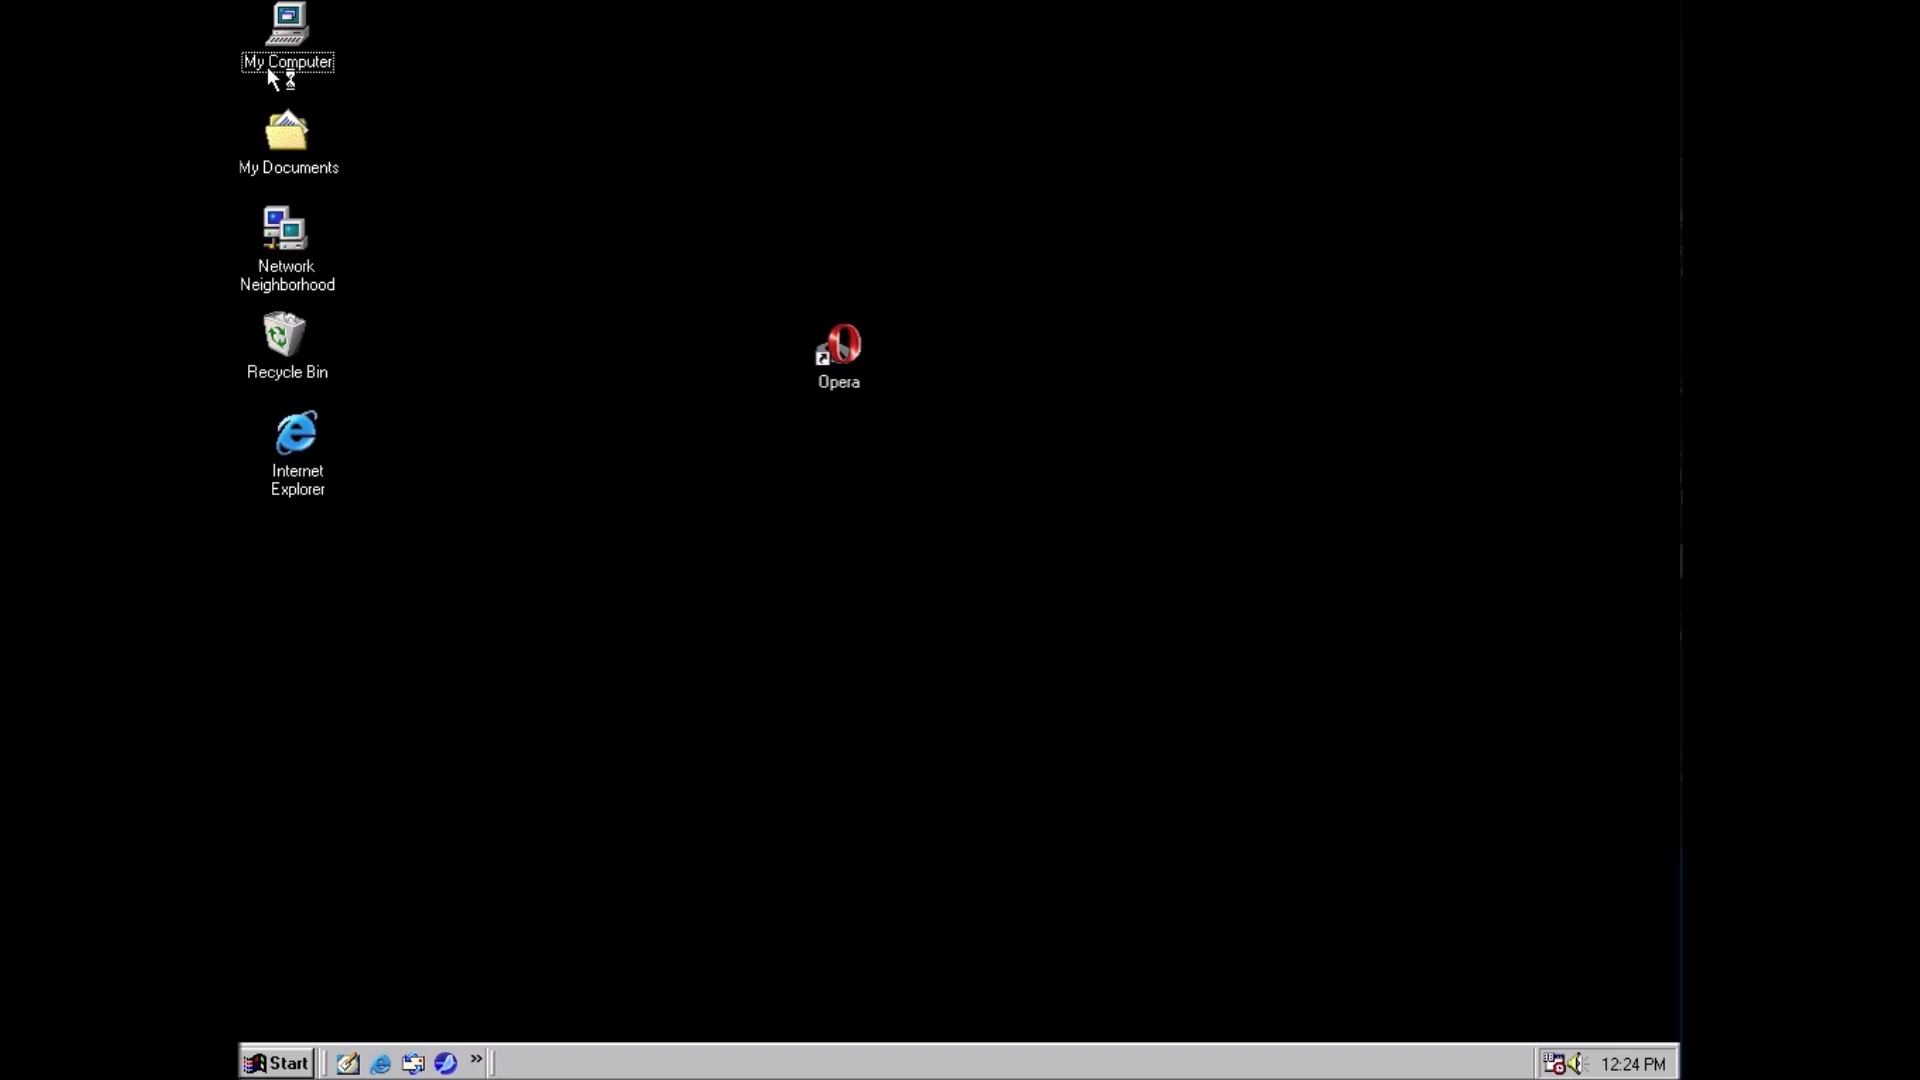 My Computer
My Documents
Network
Neighborhood
Recycle Bin
Internet
Explorer
Opera
Start
»
12:24 PM